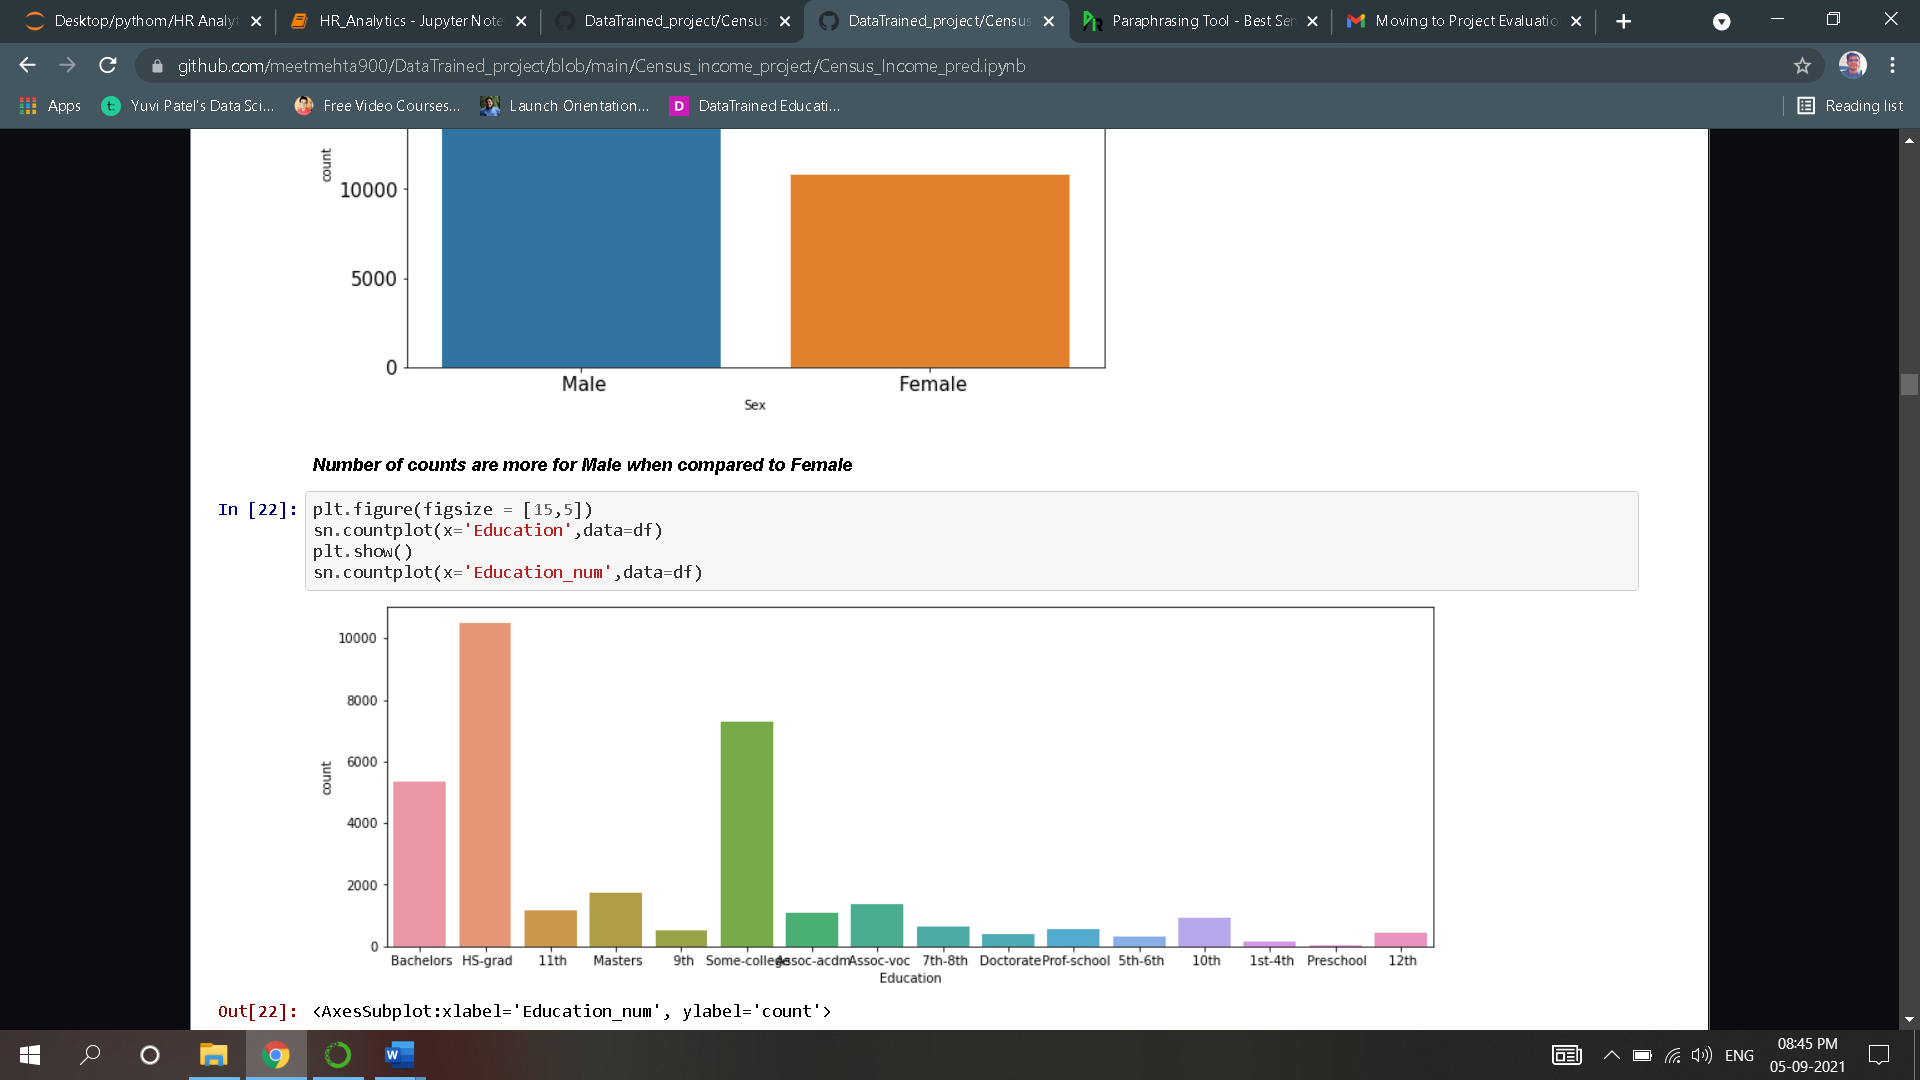 Desktop/pythom/HR Analyt
HR_Analytics - Jupyter Note
DataTrained_project/Census
DataTrained_project/Census
Paraphrasing Tool - Best Sen
Moving to Project Evaluatio
github.com/meetmehta900/DataTrained_project/blob/main/Census_income_project/Census_Income_pred.ipynb
Apps
Yuvi Patel's Data Sci...
Free Video Courses...
Launch Orientation...
D DataTrained Educati...
Reading list
count
10000
5000
0
Male Female
Sex
Number of counts are more for Male when compared to Female
In [22]:
plt.figure(figsize = [15,5])
sn.countplot(x='Education',data=df)
plt.show()
sn.countplot(x='Education_num',data=df)
10000
8000
6000
4000
2000
0
count
Bachelors HS-grad 11th Masters 9th Some-college Assoc-acdm Assoc-voc 7th-8th Doctorate Prof-school 5th-6th 10th 1st-4th Preschool 12th
Education
Out[22]: <AxesSubplot:xlabel='Education_num', ylabel='count'>
ENG
08:45 PM
05-09-2021